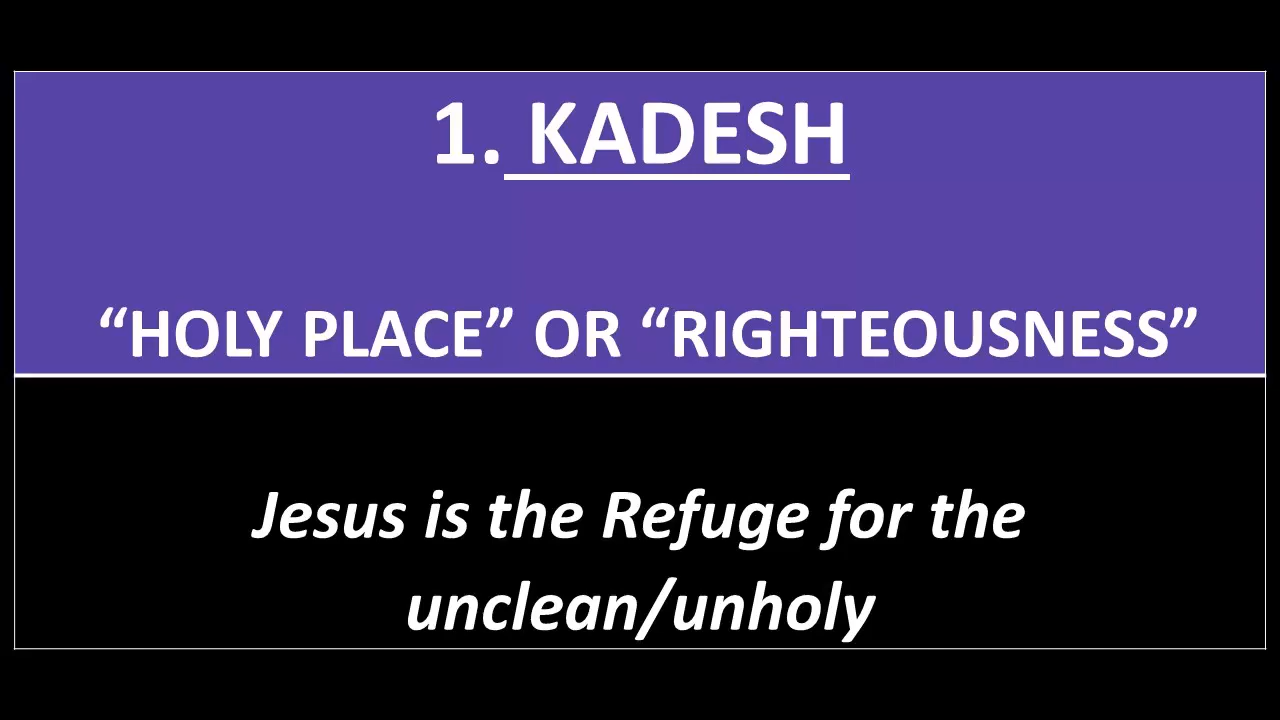 1. KADESH
“HOLY PLACE” OR “RIGHTEOUSNESS”
Jesus is the Refuge for the
unclean/unholy